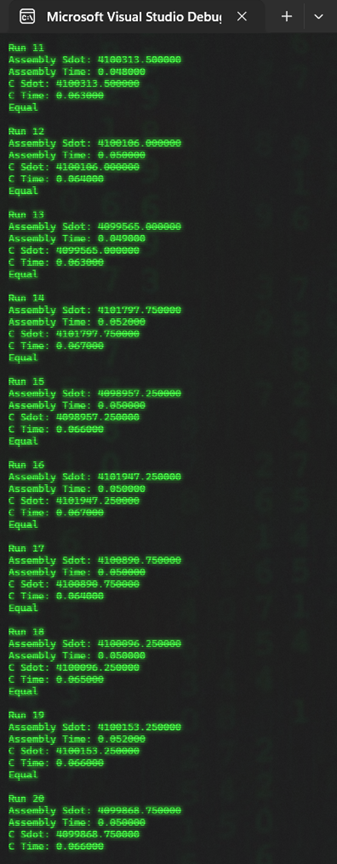 Microsoft Visual Studio Debu
Run 11
Assembly Sdot: 4100313.500000
Assembly Time: 0.048000
C Sdot: 4100313.500000
C Time: 0.063000
Equal
Run 12
Assembly Sdot: 4100106.000000
Assembly Time: 0.050000
C Sdot: 4100106.000000
C Time: 0.064000
Equal
Run 13
Assembly Sdot: 4099565.000000
Assembly Time: 0.049000
C Sdot: 4099565.000000
C Time: 0.063000
Equal
Run 14
Assembly Sdot: 4101797.750000
Assembly Time: 0.052000
C Sdot: 4101797.750000
C Time: 0.067000
Equal
Run 15
Assembly Sdot: 4098957.250000
Assembly Time: 0.050000
C Sdot: 4098957.250000
C Time: 0.066000
Equal
Run 16
Assembly Sdot: 4101947.250000
Assembly Time: 0.050000
C Sdot: 4101947.250000
C Time: 0.067000
Equal
Run 17
Assembly Sdot: 4100890.750000
Assembly Time: 0.050000
C Sdot: 4100890.750000
C Time: 0.064000
Equal
Run 18
Assembly Sdot: 4100096.250000
Assembly Time: 0.050000
C Sdot: 4100096.250000
C Time: 0.065000
Equal
Run 19
Assembly Sdot: 4100153.250000
Assembly Time: 0.052000
C Sdot: 4100153.250000
C Time: 0.066000
Equal
Run 20
Assembly Sdot: 4099868.750000
Assembly Time: 0.050000
C Sdot: 4099868.750000
C Time: 0.066000